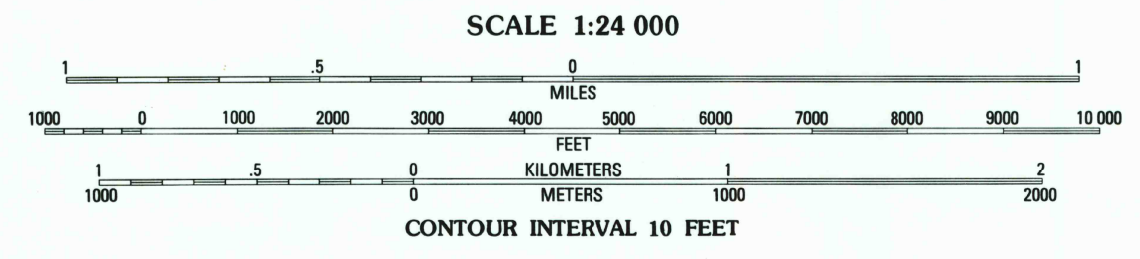 SCALE 1:24 000
1 .5 0 1
MILES
1000 0 1000 2000 3000 4000 5000 6000 7000 8000 9000 10 000
FEET
1 .5 0 KILOMETERS 1 2
1000 0 METERS 1000 2000
CONTOUR INTERVAL 10 FEET